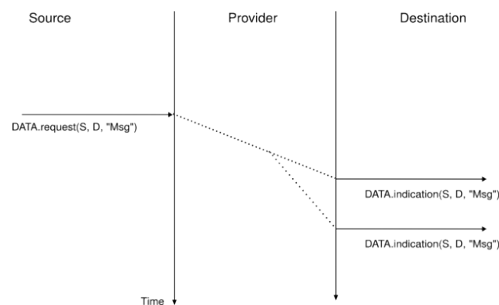 Source Provider Destination
DATA.request(S, D, "Msg")
DATA.indication(S, D, "Msg")
DATA.indication(S, D, "Msg")
Time